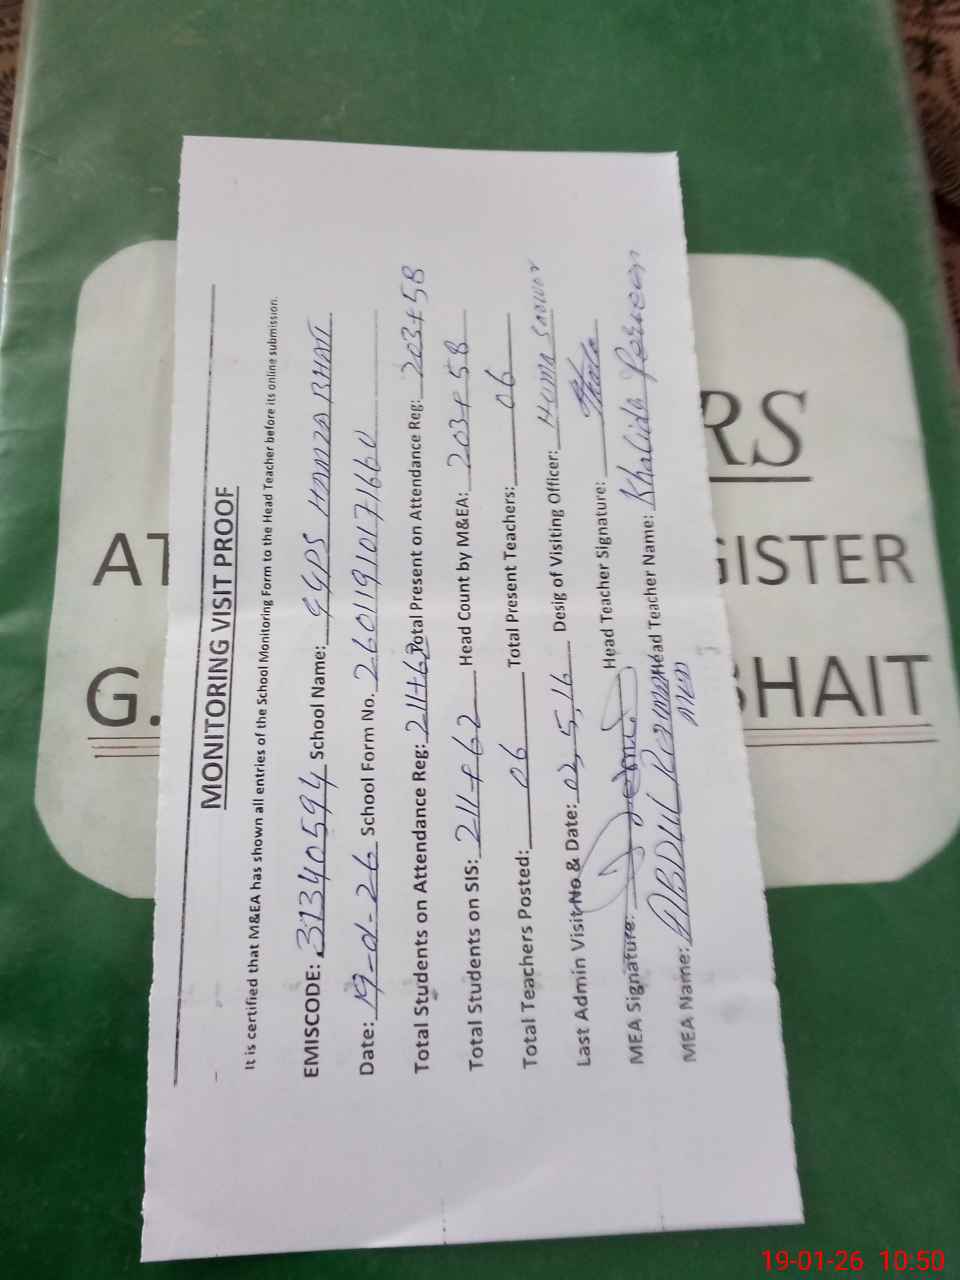 MONITORING VISIT PROOF
It is certified that M&EA has shown all entries of the School Monitoring Form to the Head Teacher before its online submission.
EMISCODE: 31340594 School Name: GGPS HAMZA BHATT
Date: 19-01-26 School Form No. 2601191017166
Total Students on Attendance Reg: 211+62 Total Present on Attendance Reg: 203+58
Total Students on SIS: 211+62 Head Count by M&EA: 203+58
Total Teachers Posted: 06 Total Present Teachers: 06
Last Admin Visit No & Date: 02, 5, 16 Desig of Visiting Officer: HUMA SARWAR
MEA Signature: Head Teacher Signature:
MEA Name: ABDUL Head Teacher Name: Khalida Parveen
RS
AT GISTER
G. SHAIT
19-01-26 10:50